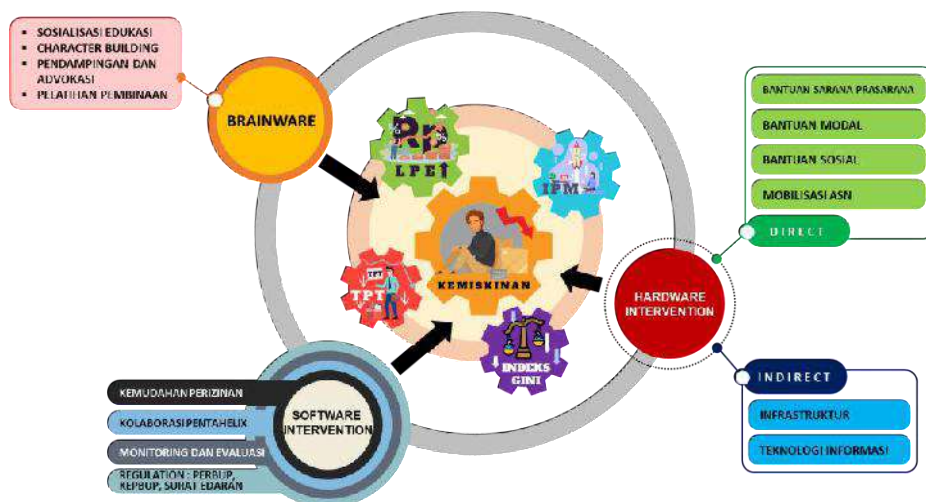 SOSIALISASI EDUKASI
CHARACTER BUILDING
PENDAMPINGAN DAN
ADVOKASI
PELATIHAN PEMBINAAN
BRAINWARE
Rp
% %
LPE
IPM
TPT
TPT
KEMISKINAN
INDEKS
GINI
BANTUAN SARANA PRASARANA
BANTUAN MODAL
BANTUAN SOSIAL
MOBILISASI ASN
DIRECT
HARDWARE
INTERVENTION
INDIRECT
INFRASTRUKTUR
TEKNOLOGI INFORMASI
KEMUDAHAN PERIZINAN
KOLABORASI PENTAHELIX
MONITORING DAN EVALUASI
REGULATION : PERBUP,
KEPBUP, SURAT EDARAN
SOFTWARE
INTERVENTION